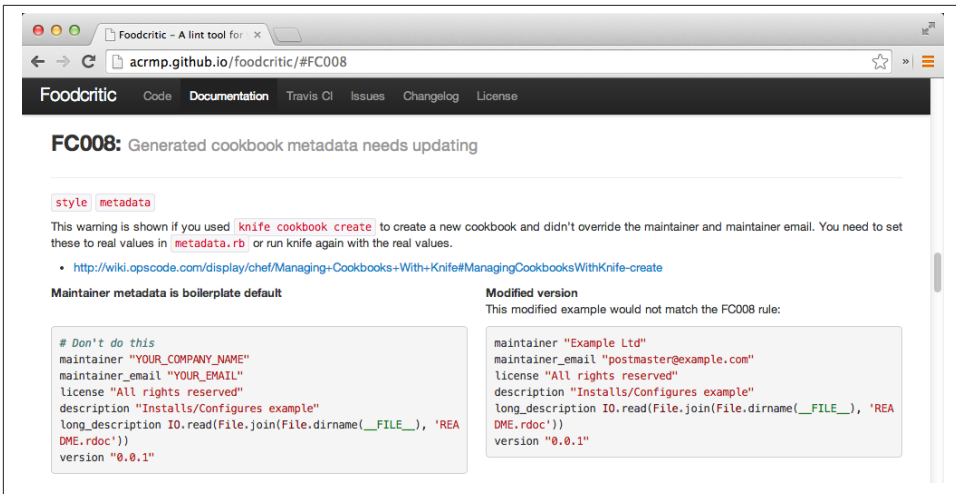 Foodcritic – A lint tool for
acrmp.github.io/foodcritic/#FC008
Foodcritic Code Documentation Travis CI Issues Changelog License
FC008: Generated cookbook metadata needs updating
style metadata
This warning is shown if you used knife cookbook create to create a new cookbook and didn't override the maintainer and maintainer email. You need to set
these to real values in metadata.rb or run knife again with the real values.
• http://wiki.opscode.com/display/chef/Managing+Cookbooks+With+Knife#ManagingCookbooksWithKnife-create
Maintainer metadata is boilerplate default
# Don't do this
maintainer "YOUR_COMPANY_NAME"
maintainer_email "YOUR_EMAIL"
license "All rights reserved"
description "Installs/Configures example"
long_description IO.read(File.join(File.dirname(__FILE__), 'REA
DME.rdoc'))
version "0.0.1"
Modified version
This modified example would not match the FC008 rule:
maintainer "Example Ltd"
maintainer_email "postmaster@example.com"
license "All rights reserved"
description "Installs/Configures example"
long_description IO.read(File.join(File.dirname(__FILE__), 'REA
DME.rdoc'))
version "0.0.1"